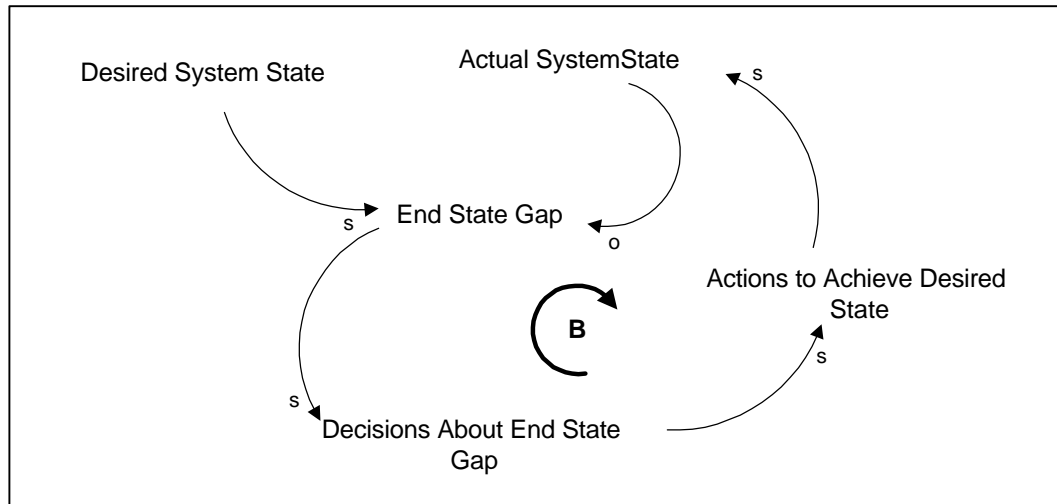 Desired System State
Actual SystemState
s
s
End State Gap
o
Actions to Achieve Desired
State
B
s
s
Decisions About End State
Gap